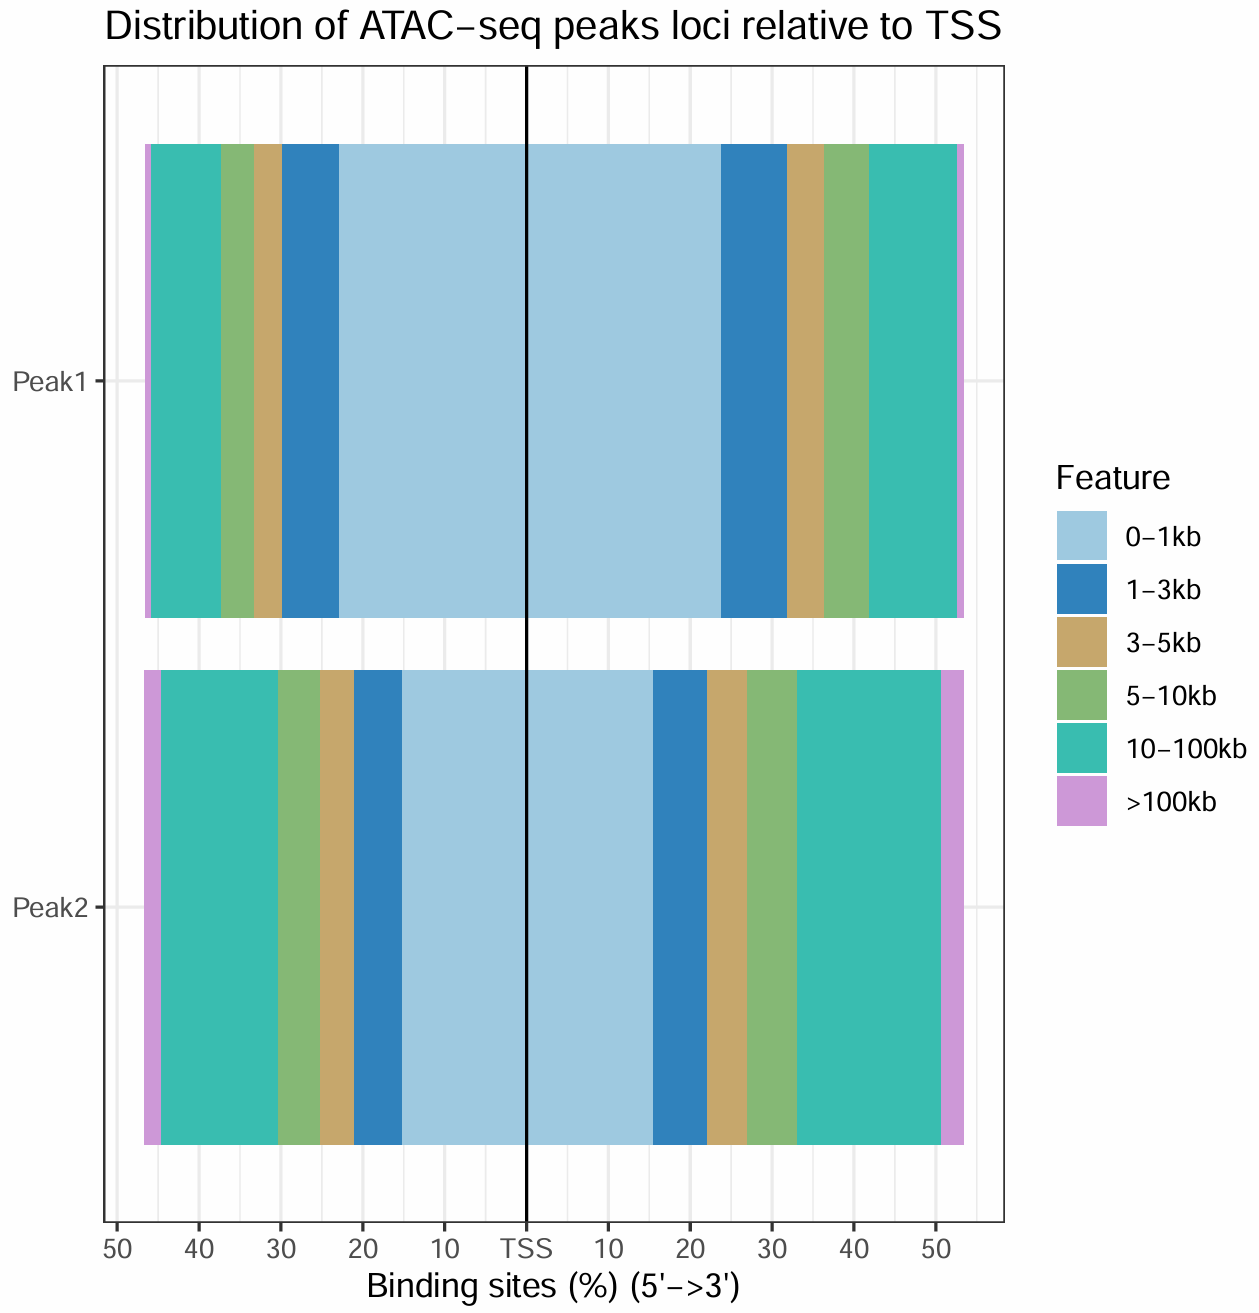 Distribution of ATAC−seq peaks loci relative to TSS
Peak1
Peak2
50 40 30 20 10 TSS 10 20 30 40 50
Binding sites (%) (5'−>3')
Feature
0−1kb
1−3kb
3−5kb
5−10kb
10−100kb
>100kb